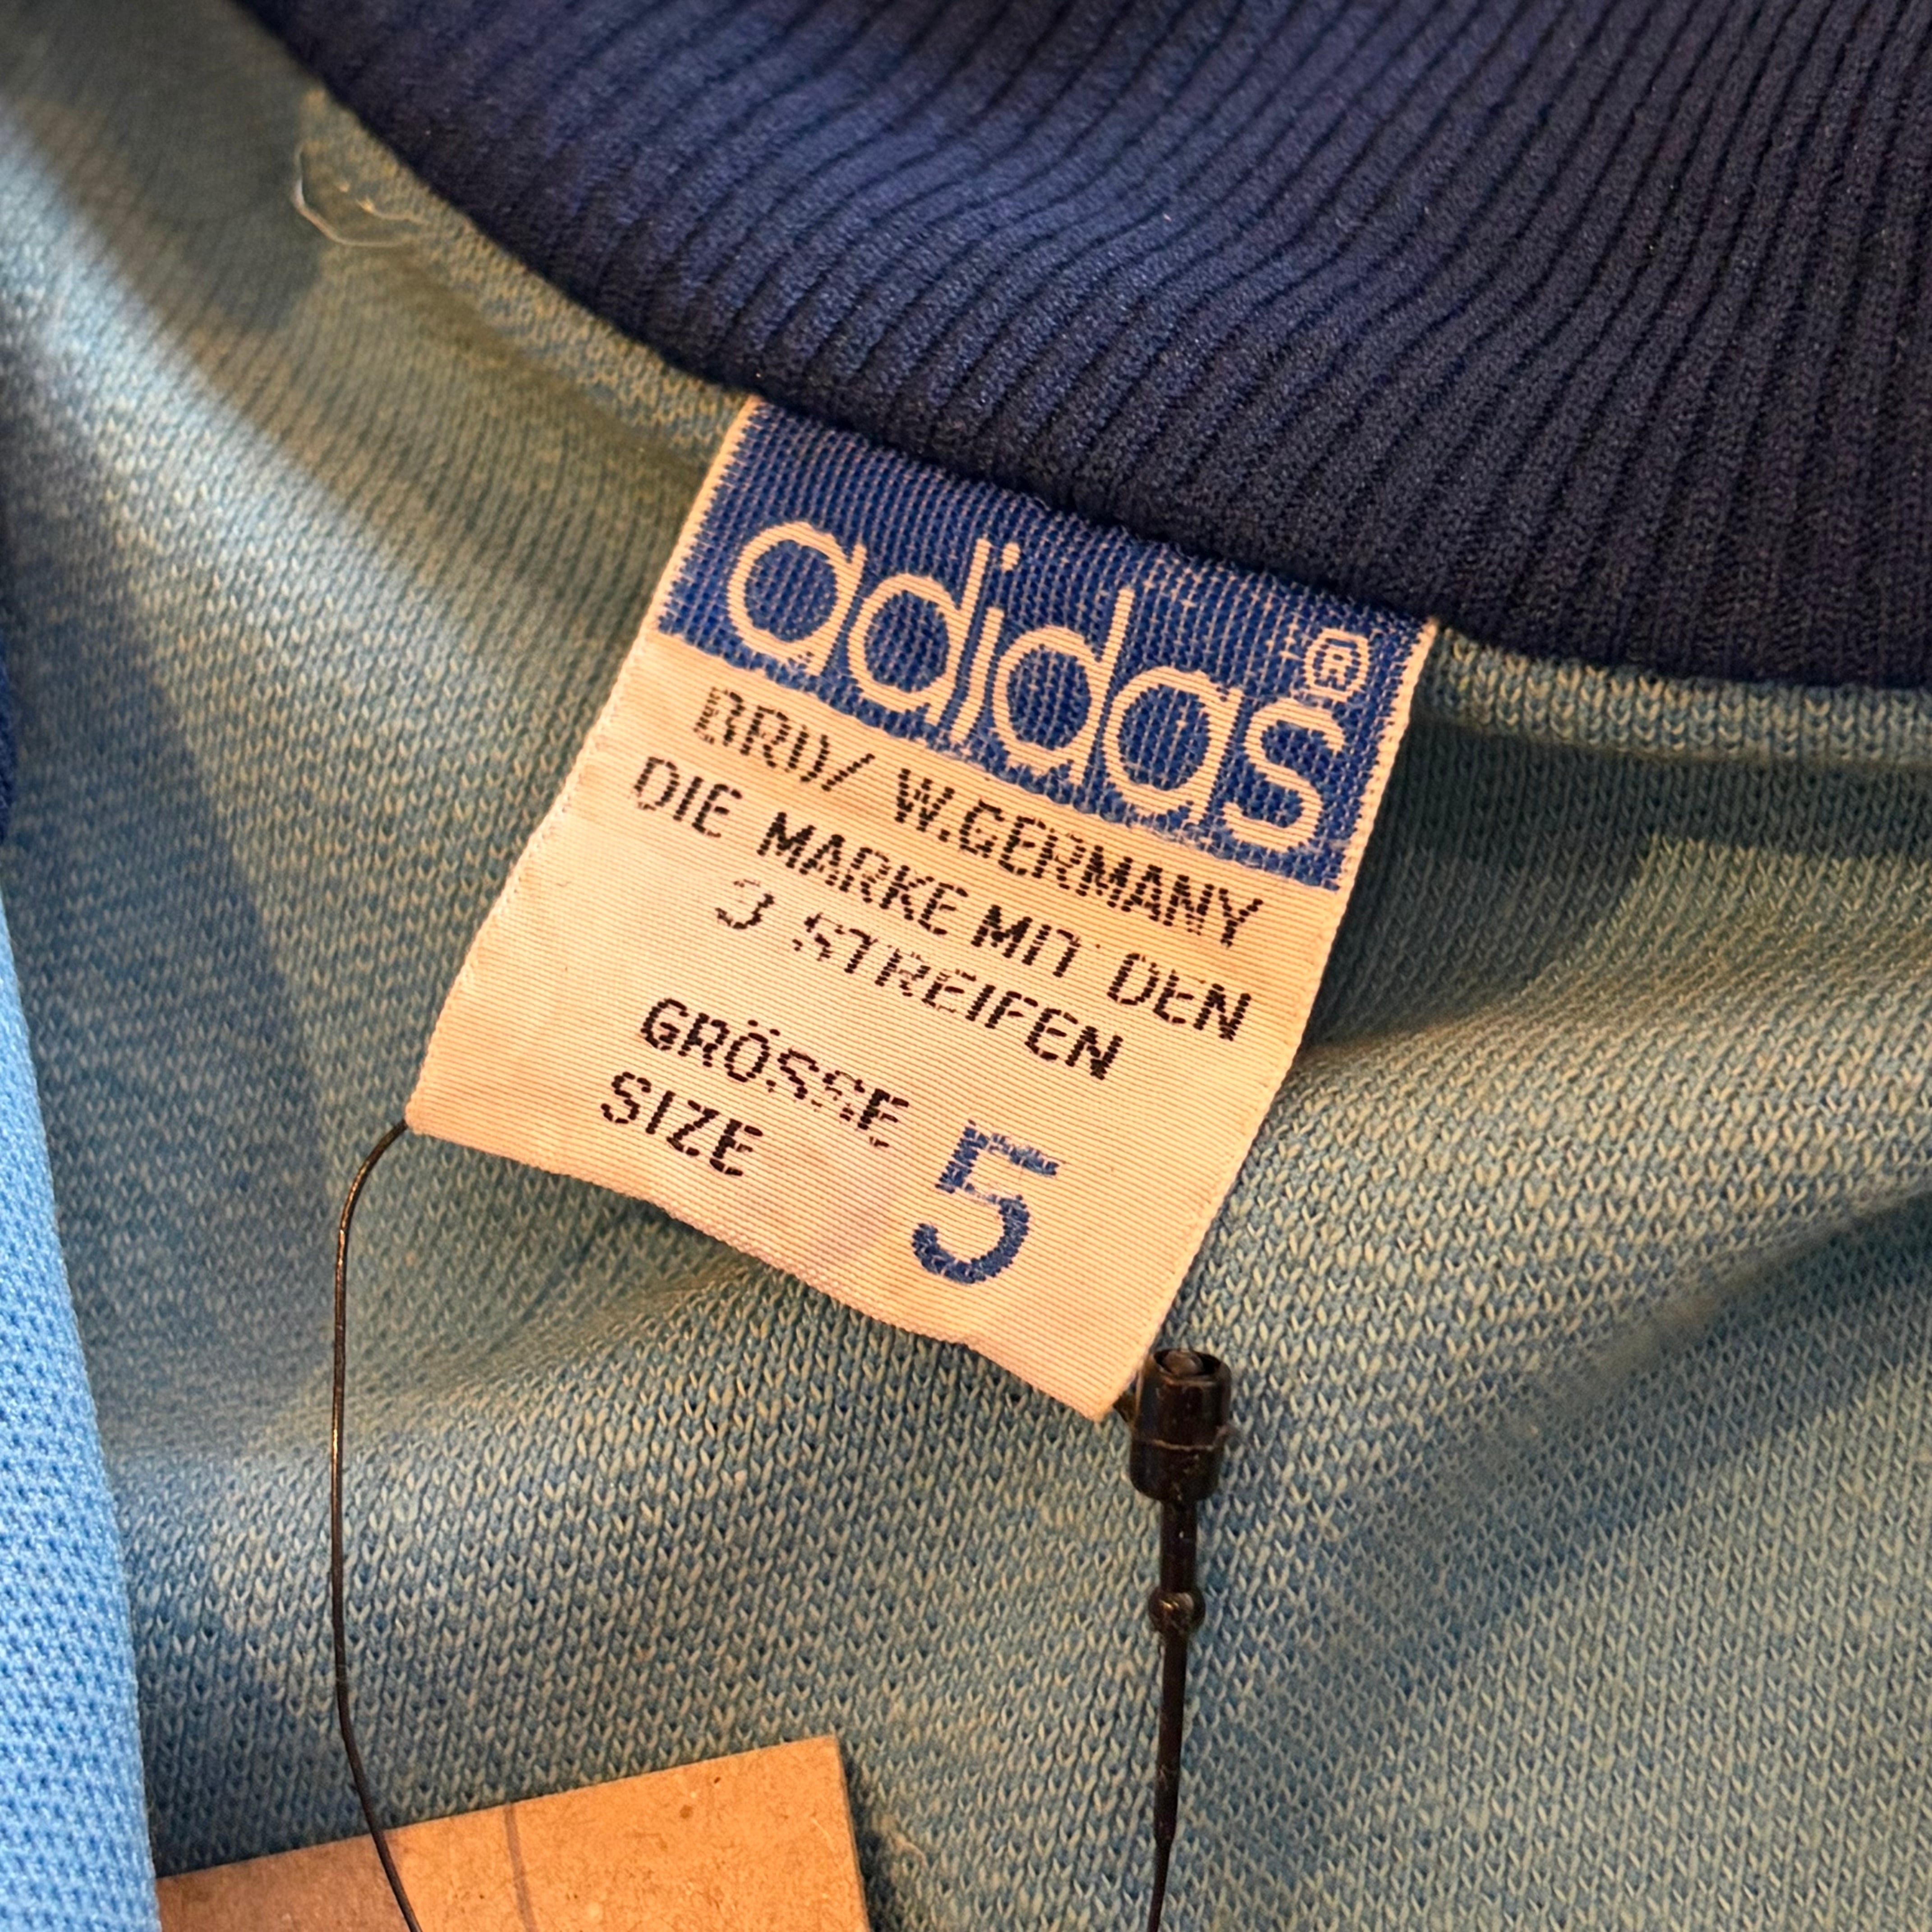 adidas®
BRD/ W.GERMANY
DIE MARKE MIT DEN
3 STREIFEN
GRÖSSE
SIZE
5